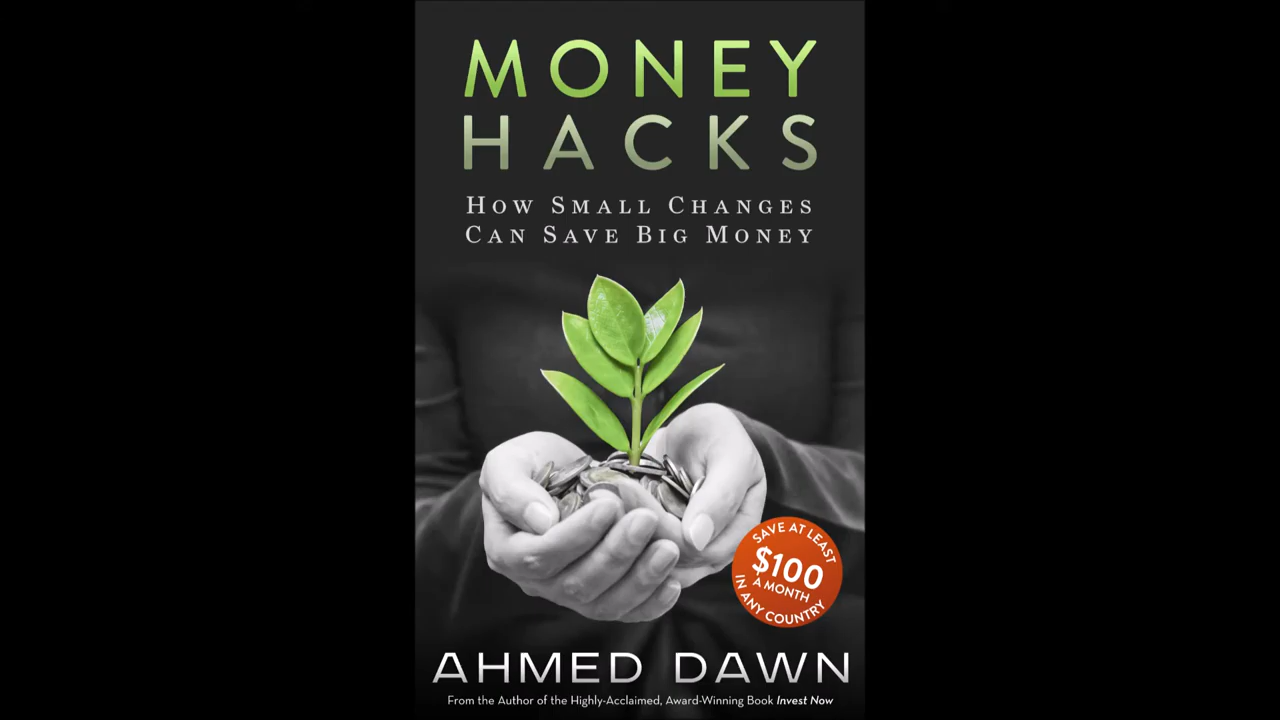 MONEY
HACKS
HOW SMALL CHANGES
CAN SAVE BIG MONEY
SAVE AT LEAST
$100
A MONTH
IN ANY COUNTRY
AHMED DAWN
From the Author of the Highly-Acclaimed, Award-Winning Book Invest Now